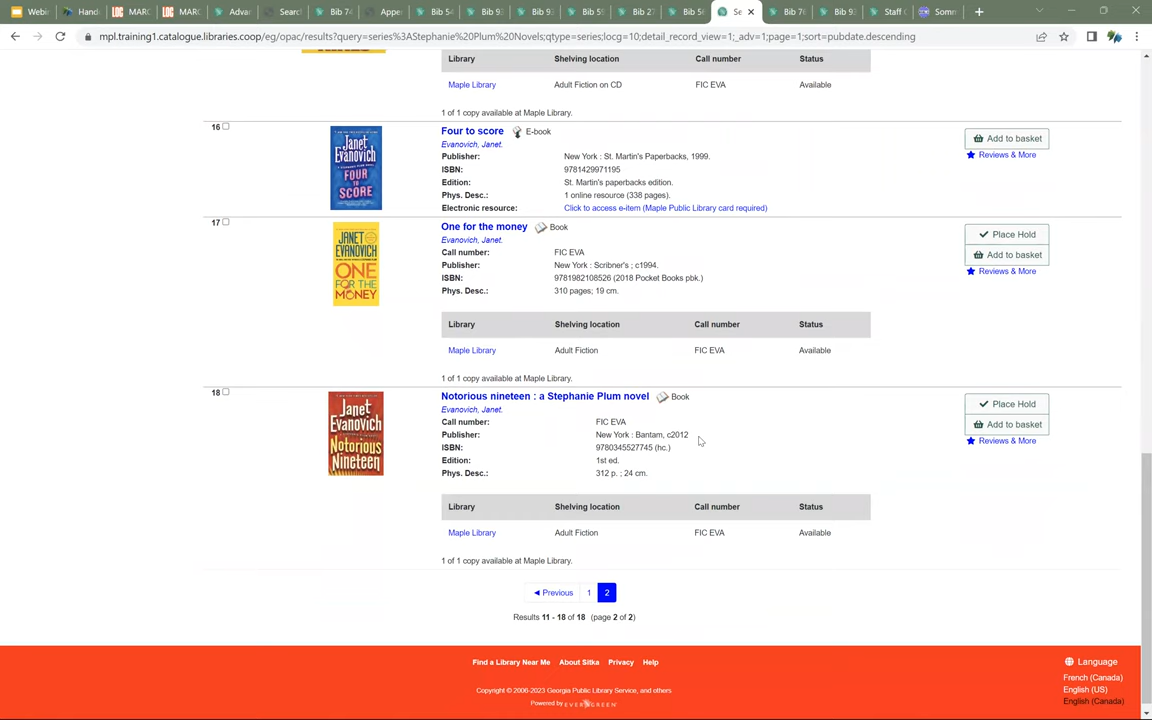 Webin
Hand
MARC
MARC
Advar
Searc
Bib 74
Apper
Bib 54
Bib 93
Bib 93
Bib 59
Bib 27
Bib 50
Se
Bib 76
Bib 93
Staff C
Somn
mpl.training1.catalogue.libraries.coop/eg/opac/results?query=series%3AStephanie%20Plum%20Novels;qtype=series;locg=10;detail_record_view=1;_adv=1;page=1;sort=pubdate.descending
Library Shelving location Call number Status
Maple Library Adult Fiction on CD FIC EVA Available
1 of 1 copy available at Maple Library.
16
JANET EVANOVICH FOUR TO SCORE
Four to score E-book
Evanovich, Janet.
Publisher: New York : St. Martin's Paperbacks, 1999.
ISBN: 9781429971195
Edition: St. Martin's paperbacks edition.
Phys. Desc.: 1 online resource (338 pages).
Electronic resource: Click to access e-item (Maple Public Library card required)
Add to basket
Reviews & More
17
JANET EVANOVICH ONE FOR THE MONEY
One for the money Book
Evanovich, Janet.
Call number: FIC EVA
Publisher: New York : Scribner's ; c1994.
ISBN: 9781982108526 (2018 Pocket Books pbk.)
Phys. Desc.: 310 pages; 19 cm.
Place Hold
Add to basket
Reviews & More
Library Shelving location Call number Status
Maple Library Adult Fiction FIC EVA Available
1 of 1 copy available at Maple Library.
18
Janet Evanovich Notorious Nineteen
Notorious nineteen : a Stephanie Plum novel Book
Evanovich, Janet.
Call number: FIC EVA
Publisher: New York : Bantam, c2012
ISBN: 9780345527745 (hc.)
Edition: 1st ed.
Phys. Desc.: 312 p. ; 24 cm.
Place Hold
Add to basket
Reviews & More
Library Shelving location Call number Status
Maple Library Adult Fiction FIC EVA Available
1 of 1 copy available at Maple Library.
◄ Previous 1 2
Results 11 - 18 of 18 (page 2 of 2)
Find a Library Near Me About Sitka Privacy Help
Copyright © 2006-2023 Georgia Public Library Service, and others
Powered by EVERGREEN
Language
French (Canada)
English (US)
English (Canada)